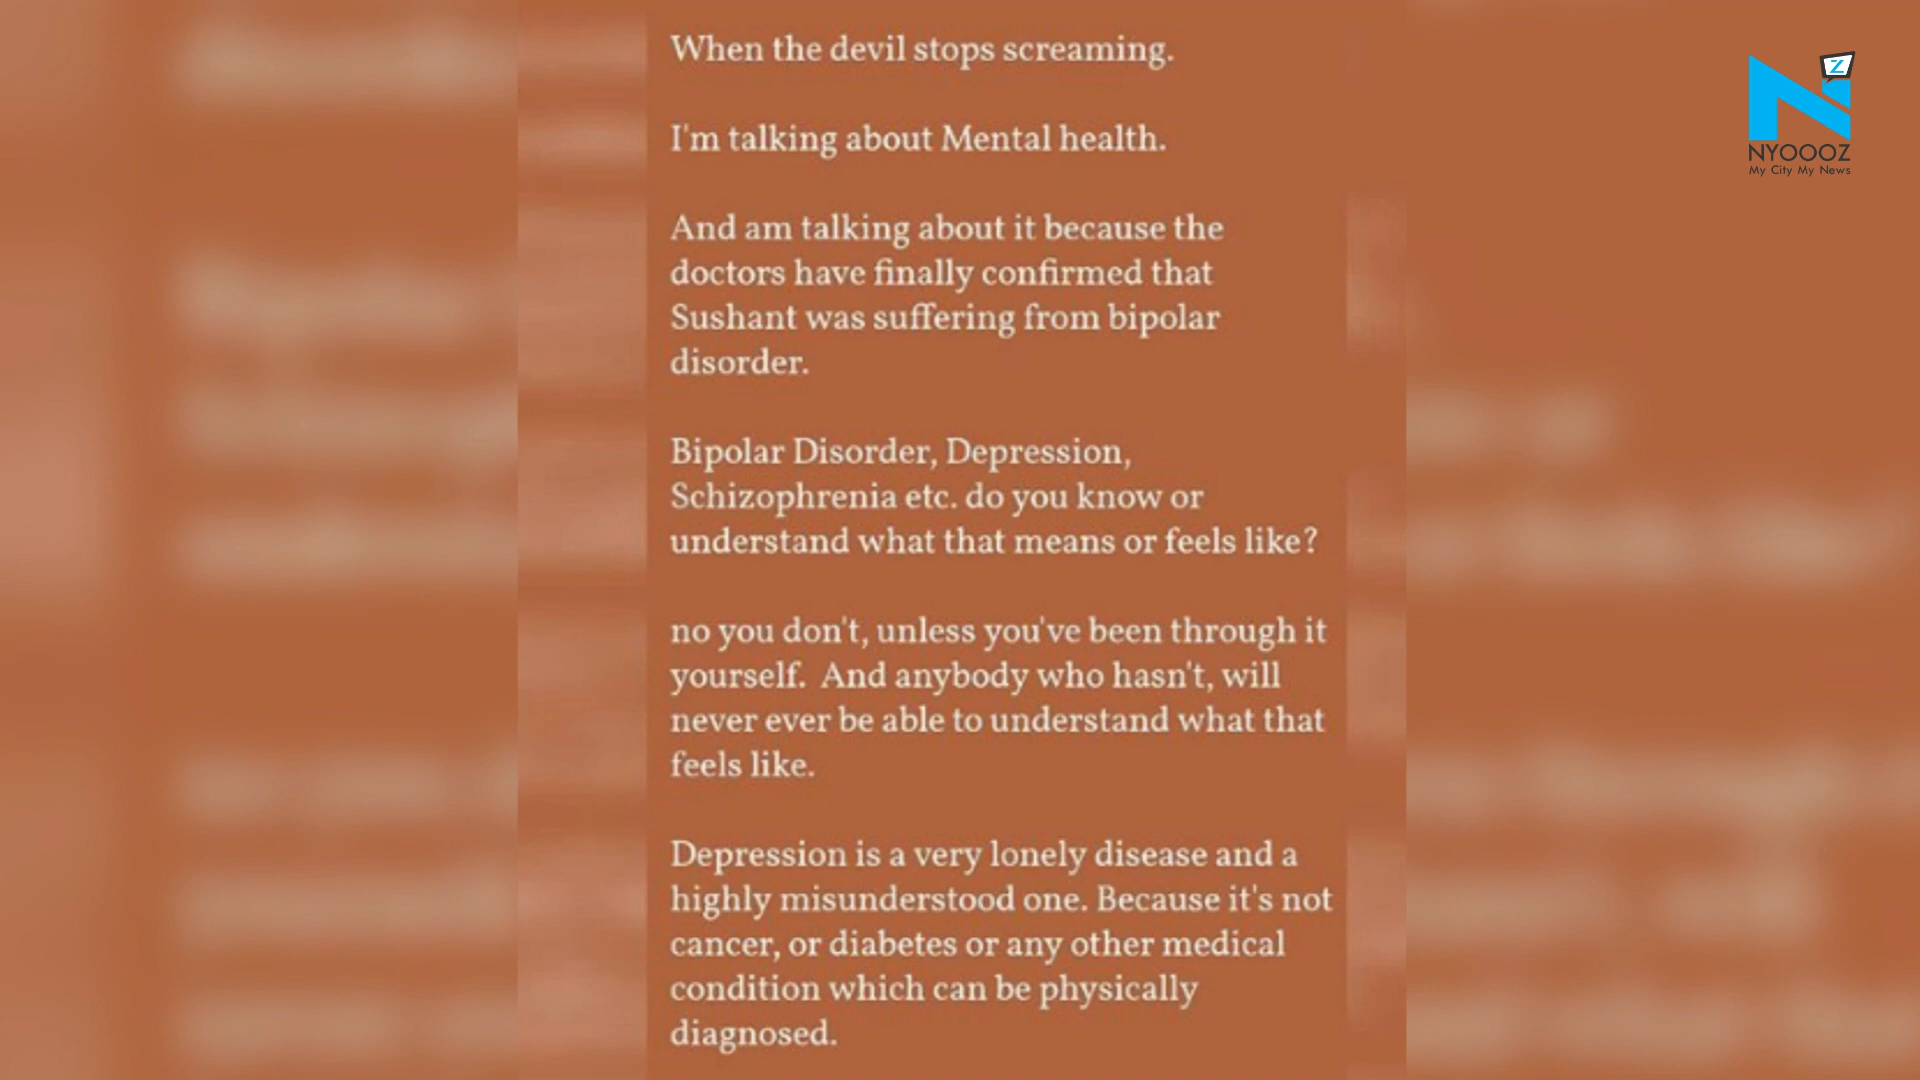 When the devil stops screaming.
I'm talking about Mental health.
And am talking about it because the
doctors have finally confirmed that
Sushant was suffering from bipolar
disorder.
Bipolar Disorder, Depression,
Schizophrenia etc. do you know or
understand what that means or feels like?
no you don't, unless you've been through it
yourself. And anybody who hasn't, will
never ever be able to understand what that
feels like.
Depression is a very lonely disease and a
highly misunderstood one. Because it's not
cancer, or diabetes or any other medical
condition which can be physically
diagnosed.
Z
NYOOOZ
My City My News